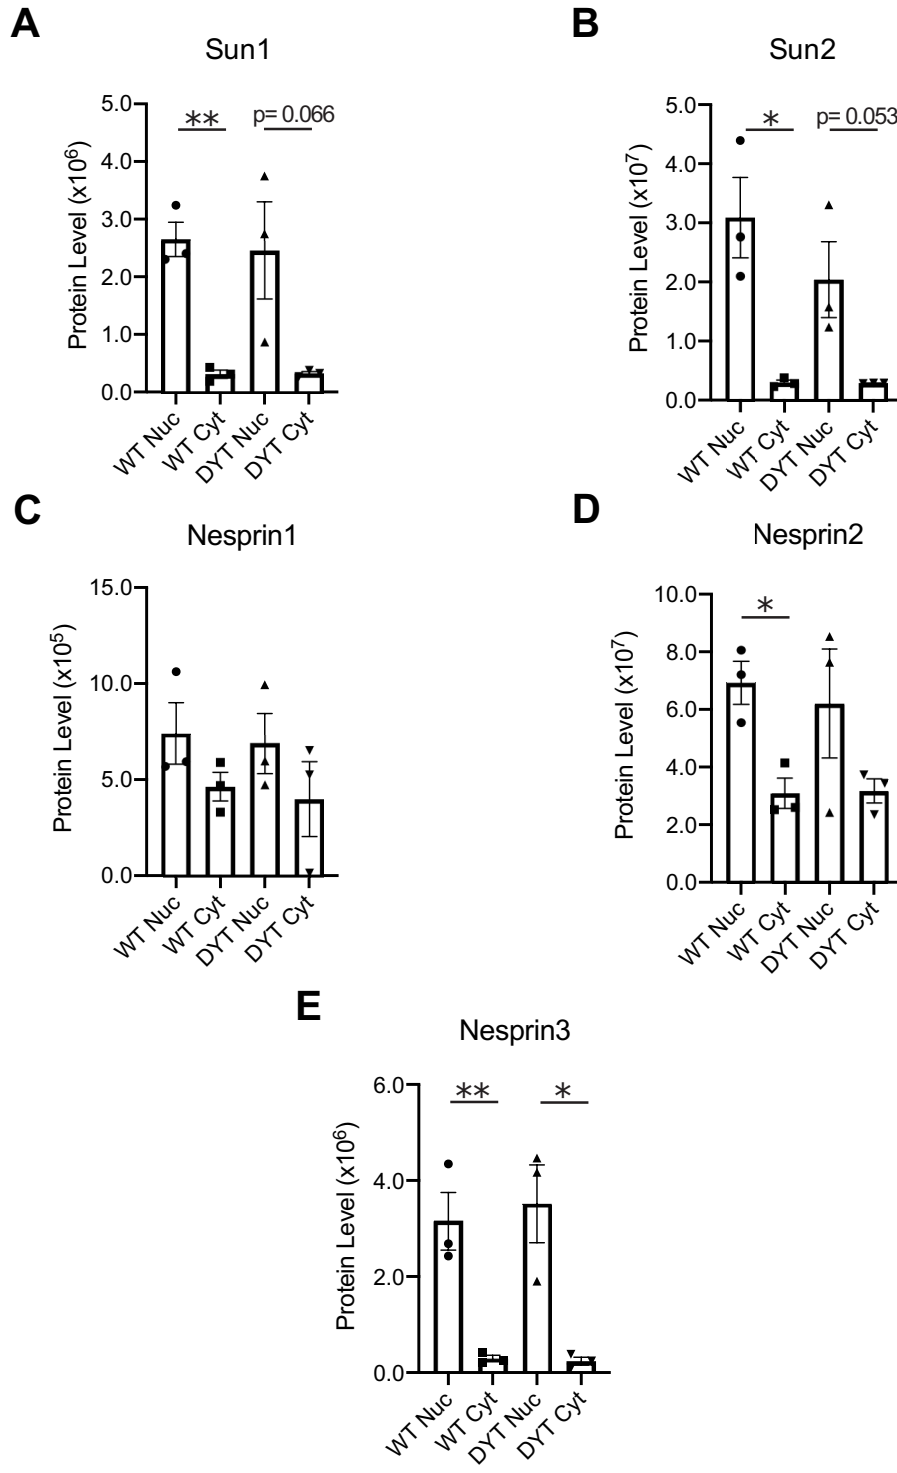 A
Sun1
Protein Level (x10⁶)
5.0
4.0
3.0
2.0
1.0
0.0
**
p= 0.066
WT Nuc
WT Cyt
DYT Nuc
DYT Cyt
B
Sun2
Protein Level (x10⁷)
5.0
4.0
3.0
2.0
1.0
0.0
*
p= 0.053
WT Nuc
WT Cyt
DYT Nuc
DYT Cyt
C
Nesprin1
Protein Level (x10⁵)
15.0
10.0
5.0
0.0
WT Nuc
WT Cyt
DYT Nuc
DYT Cyt
D
Nesprin2
Protein Level (x10⁷)
10.0
8.0
6.0
4.0
2.0
0.0
*
WT Nuc
WT Cyt
DYT Nuc
DYT Cyt
E
Nesprin3
Protein Level (x10⁶)
6.0
4.0
2.0
0.0
**
*
WT Nuc
WT Cyt
DYT Nuc
DYT Cyt